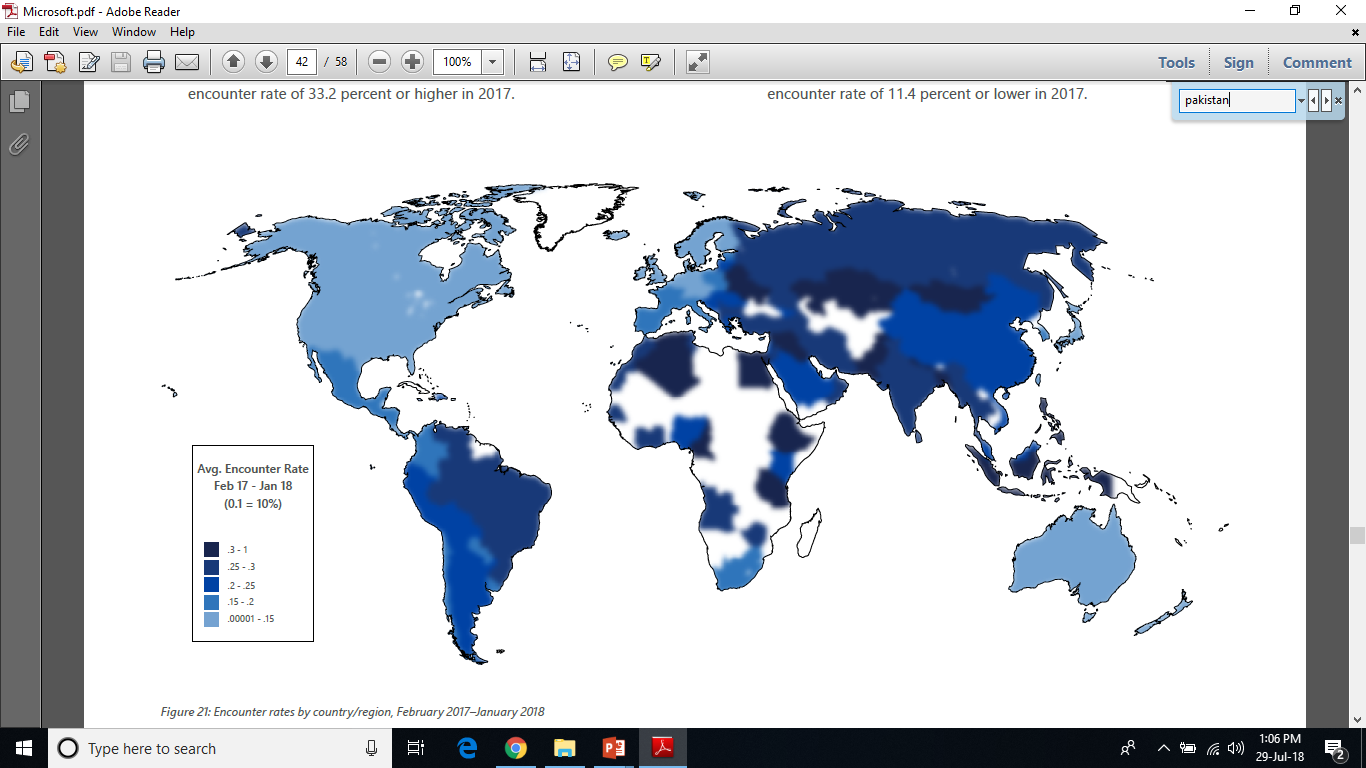 Microsoft.pdf - Adobe Reader
File Edit View Window Help
42 / 58 100% Tools Sign Comment
encounter rate of 33.2 percent or higher in 2017. encounter rate of 11.4 percent or lower in 2017.
pakistan
Avg. Encounter Rate
Feb 17 - Jan 18
(0.1 = 10%)
.3 - 1
.25 - .3
.2 - .25
.15 - .2
.00001 - .15
Figure 21: Encounter rates by country/region, February 2017–January 2018
Type here to search
1:06 PM
29-Jul-18
2